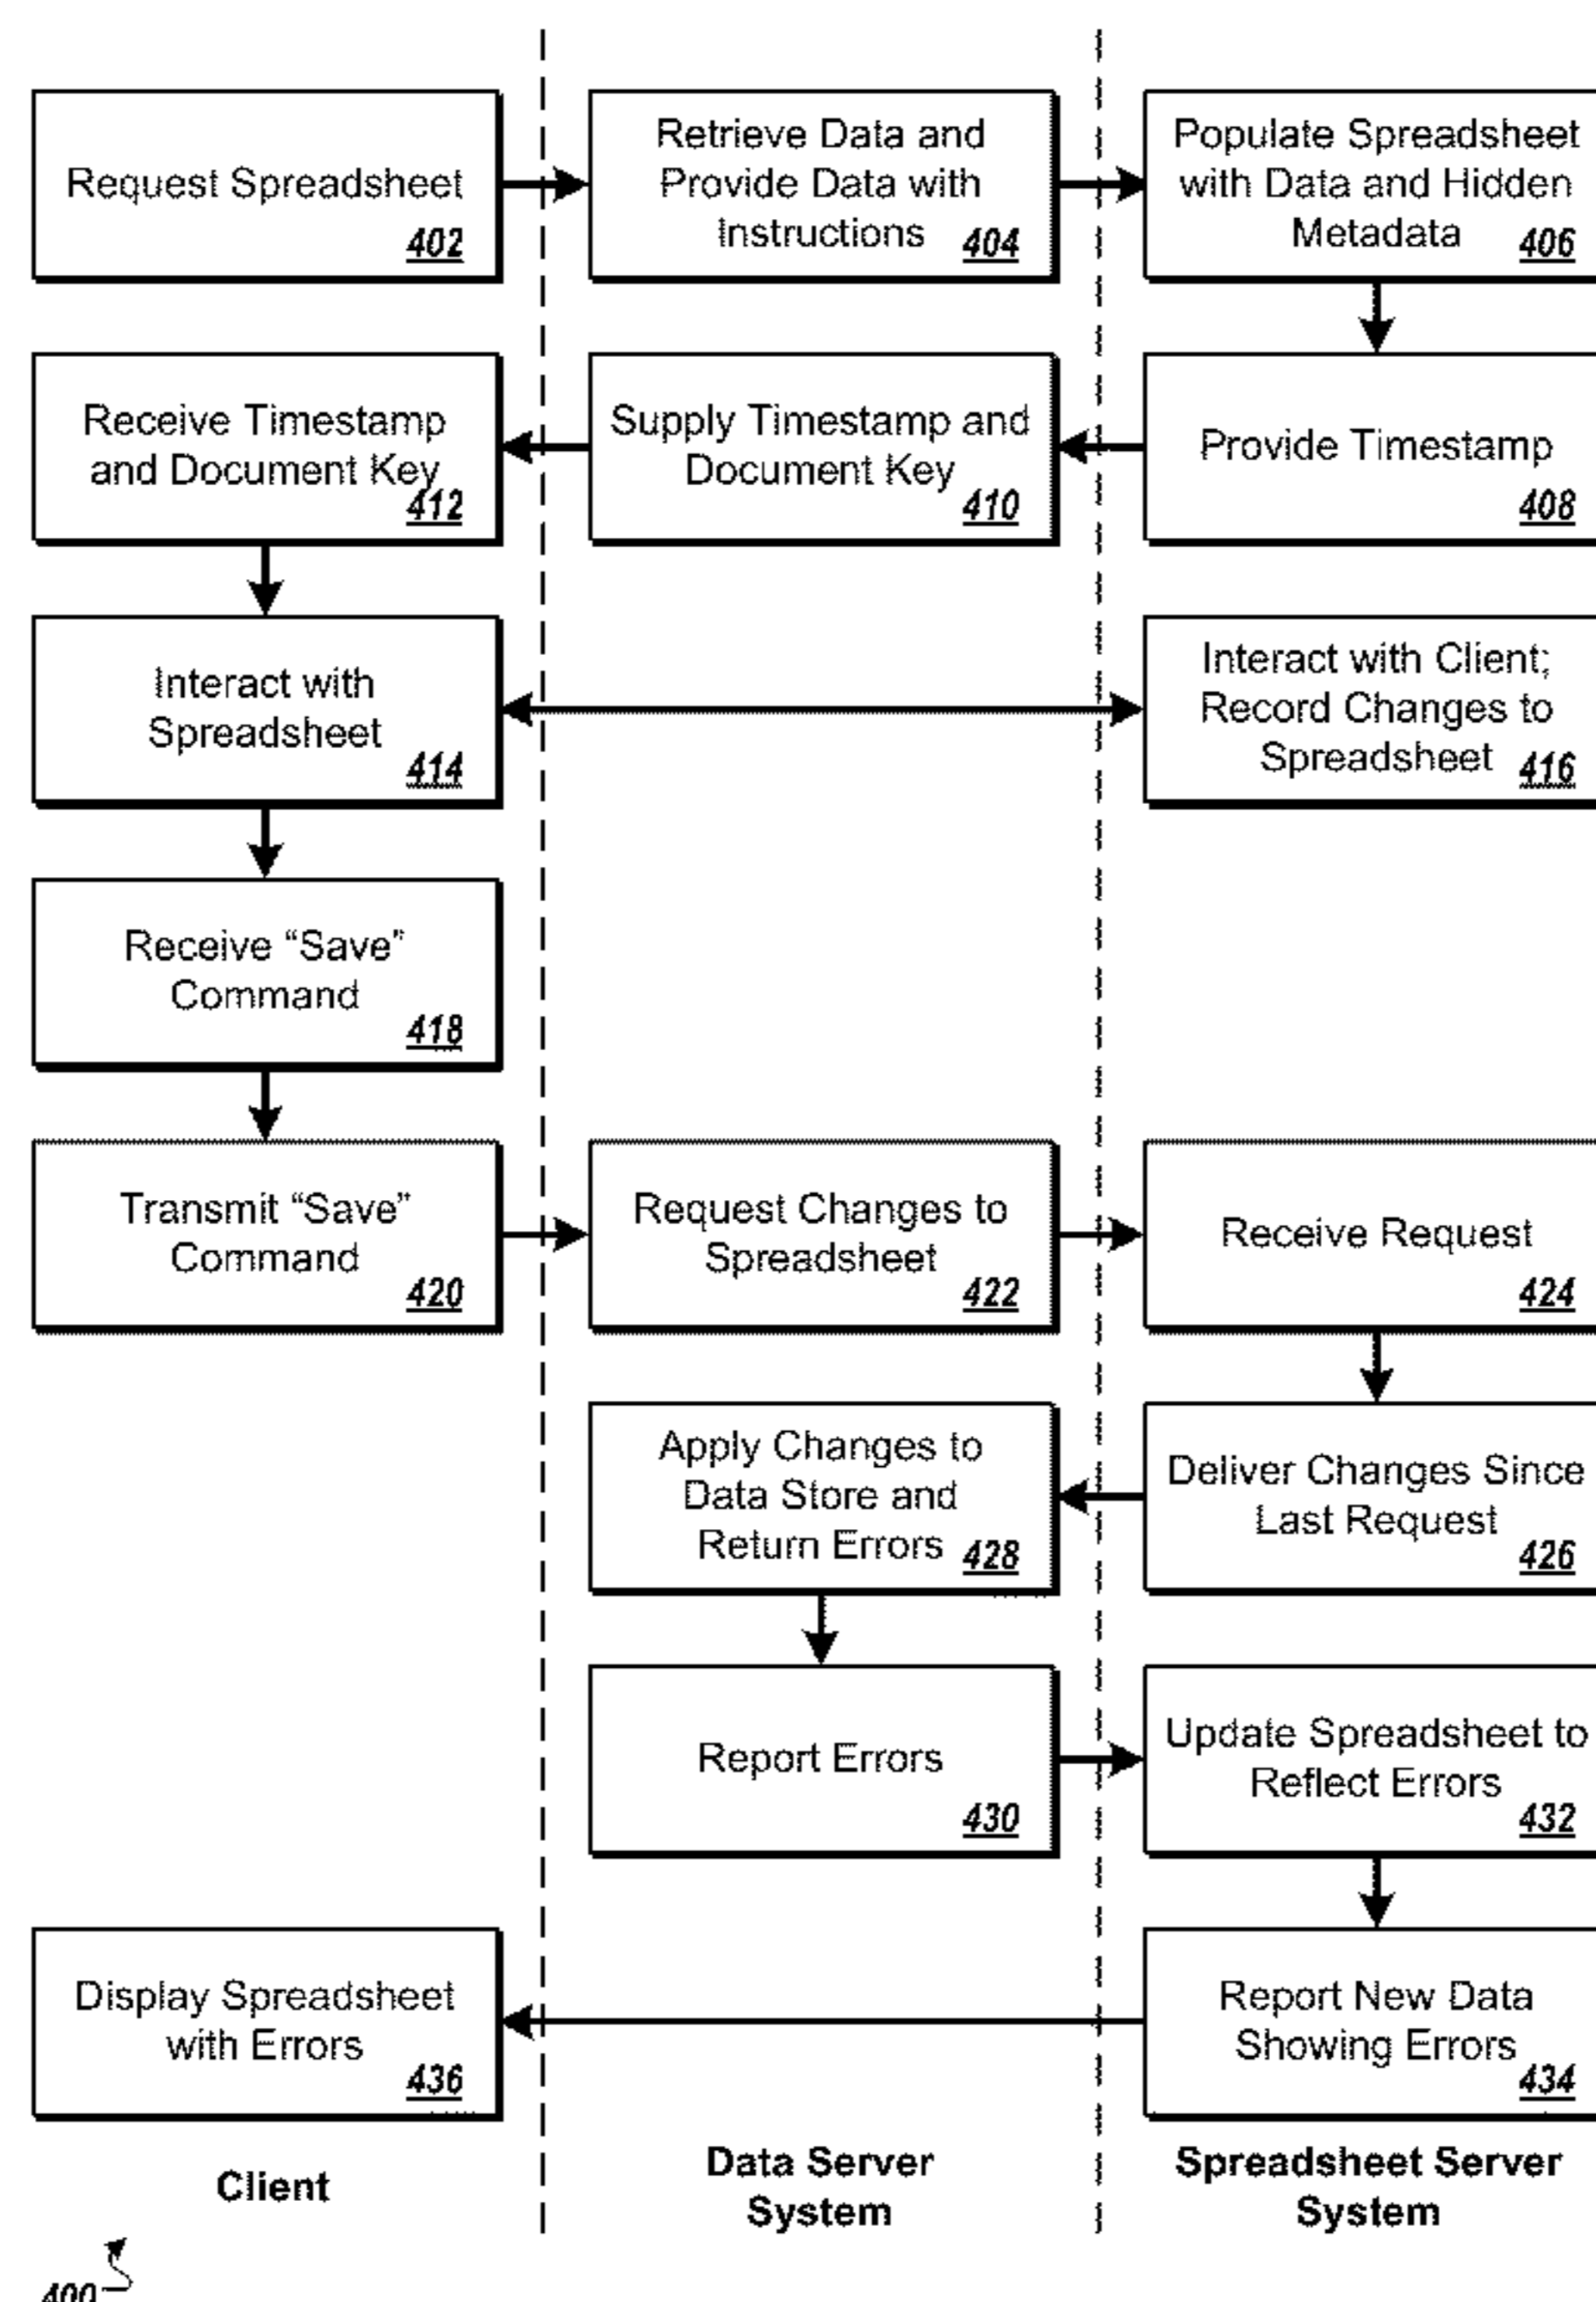 Request Spreadsheet
402
Retrieve Data and
Provide Data with
Instructions 404
Populate Spreadsheet
with Data and Hidden
Metadata 406
Receive Timestamp
and Document Key
412
Supply Timestamp and
Document Key 410
Provide Timestamp
408
Interact with
Spreadsheet
414
Interact with Client;
Record Changes to
Spreadsheet 416
Receive “Save”
Command
418
Transmit “Save”
Command
420
Request Changes to
Spreadsheet
422
Receive Request
424
Apply Changes to
Data Store and
Return Errors 428
Deliver Changes Since
Last Request
426
Report Errors
430
Update Spreadsheet to
Reflect Errors
432
Display Spreadsheet
with Errors
436
Report New Data
Showing Errors
434
Client
Data Server
System
Spreadsheet Server
System
400